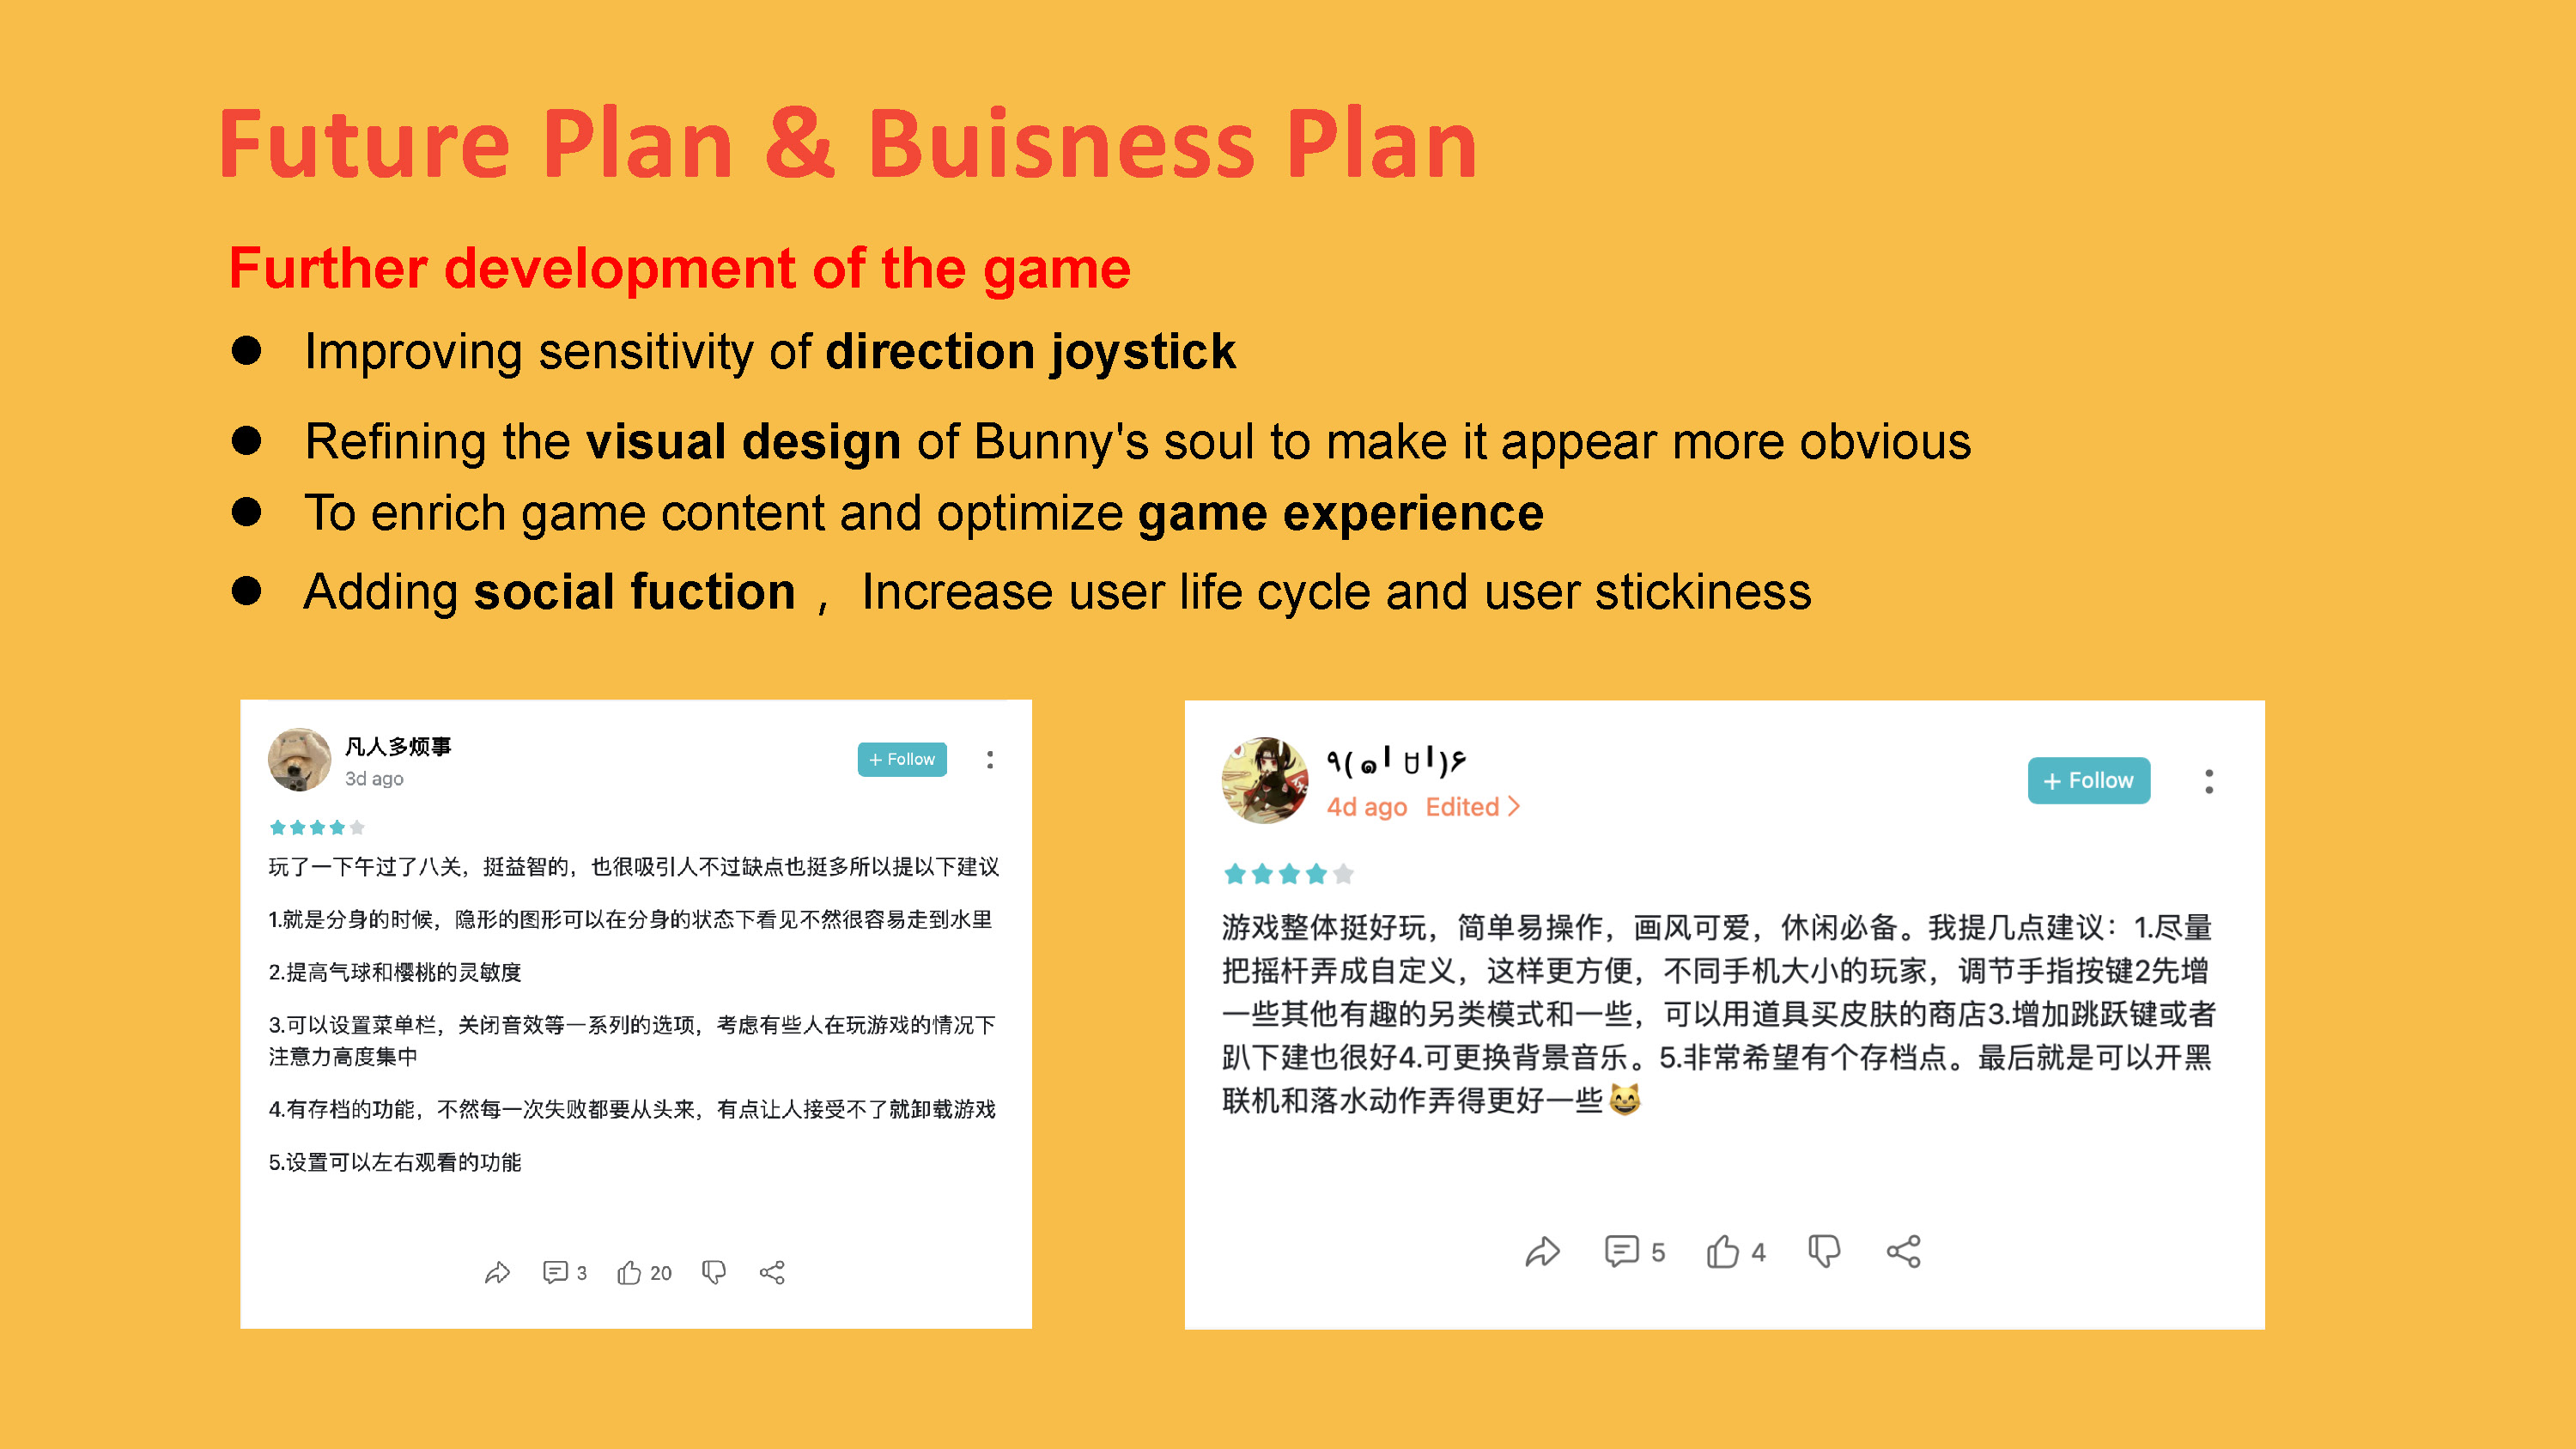 Future Plan & Buisness Plan
Further development of the game
● Improving sensitivity of direction joystick
● Refining the visual design of Bunny's soul to make it appear more obvious
● To enrich game content and optimize game experience
● Adding social fuction ， Increase user life cycle and user stickiness
凡人多烦事
3d ago
+ Follow
玩了一下午过了八关，挺益智的，也很吸引人不过缺点也挺多所以提以下建议
1.就是分身的时候，隐形的图形可以在分身的状态下看见不然很容易走到水里
2.提高气球和樱桃的灵敏度
3.可以设置菜单栏，关闭音效等一系列的选项，考虑有些人在玩游戏的情况下
注意力高度集中
4.有存档的功能，不然每一次失败都要从头来，有点让人接受不了就卸载游戏
5.设置可以左右观看的功能
3 20
٩(๑❛ᴗ❛)۶
4d ago Edited >
+ Follow
游戏整体挺好玩，简单易操作，画风可爱，休闲必备。我提几点建议：1.尽量
把摇杆弄成自定义，这样更方便，不同手机大小的玩家，调节手指按键2先增
一些其他有趣的另类模式和一些，可以用道具买皮肤的商店3.增加跳跃键或者
趴下建也很好4.可更换背景音乐。5.非常希望有个存档点。最后就是可以开黑
联机和落水动作弄得更好一些😸
5 4